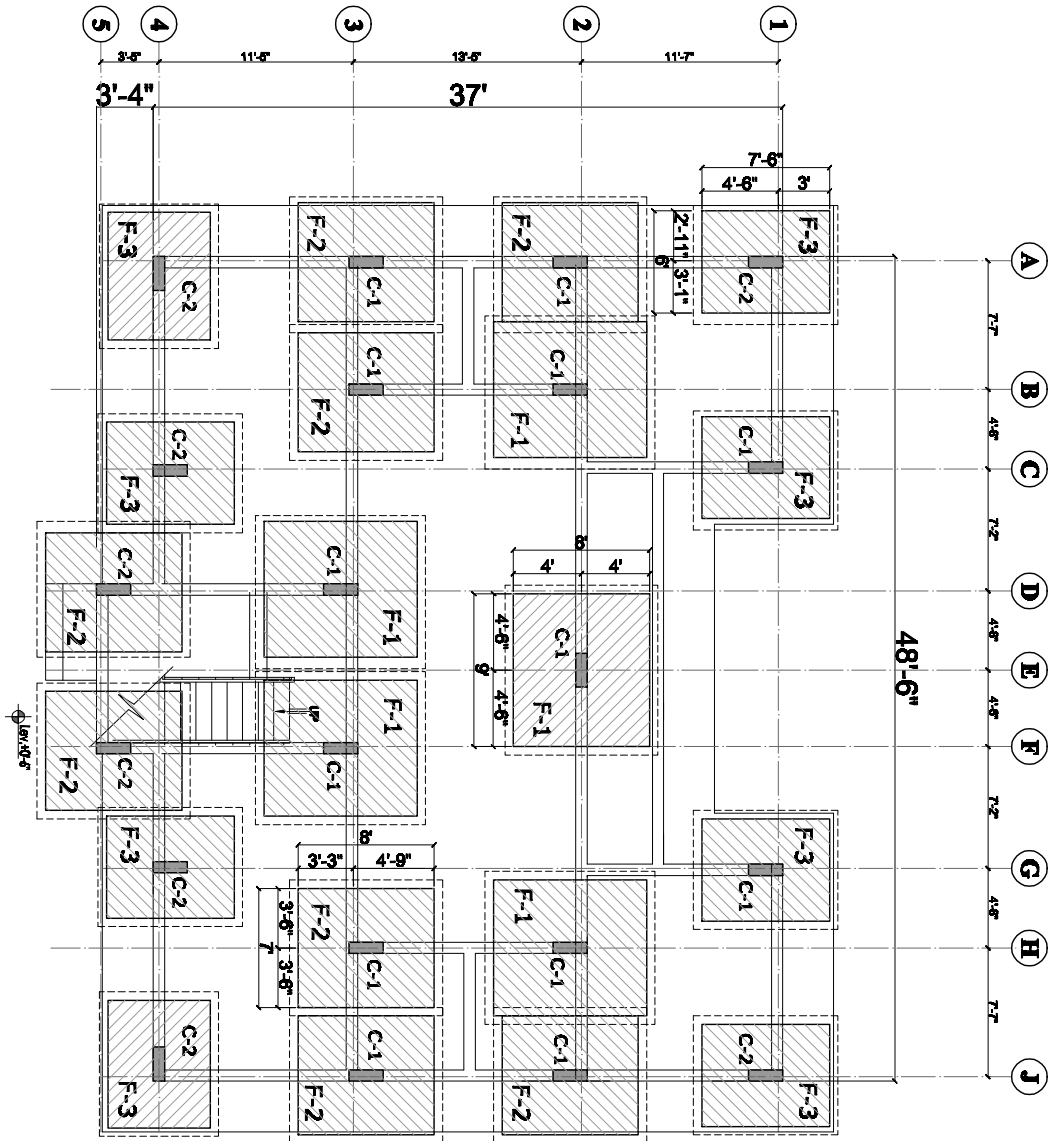 5
4
3
2
1
3'-5"
11'-5"
13'-5"
11'-7"
3'-4"
37'
7'-6"
4'-6"
3'
F-3
C-2
F-2
C-1
F-2
C-1
F-3
C-2
2'-11"
3'-1"
6'
A
7'-7"
F-2
C-1
F-1
C-1
B
4'-8"
F-3
C-2
F-3
C-1
C
7'-2"
8'
4'
4'
F-2
C-2
F-1
C-1
D
4'-8"
48'-6"
9'
4'-6"
4'-6"
F-1
C-1
E
4'-6"
UP
Lev.+0'-6"
F-2
C-2
F-1
C-1
F
7'-2"
8'
3'-3"
4'-9"
F-3
C-2
F-3
C-1
G
4'-8"
7'
3'-6"
3'-6"
F-2
C-1
F-1
C-1
H
7'-7"
F-3
C-2
F-2
C-1
F-2
C-1
F-3
C-2
J